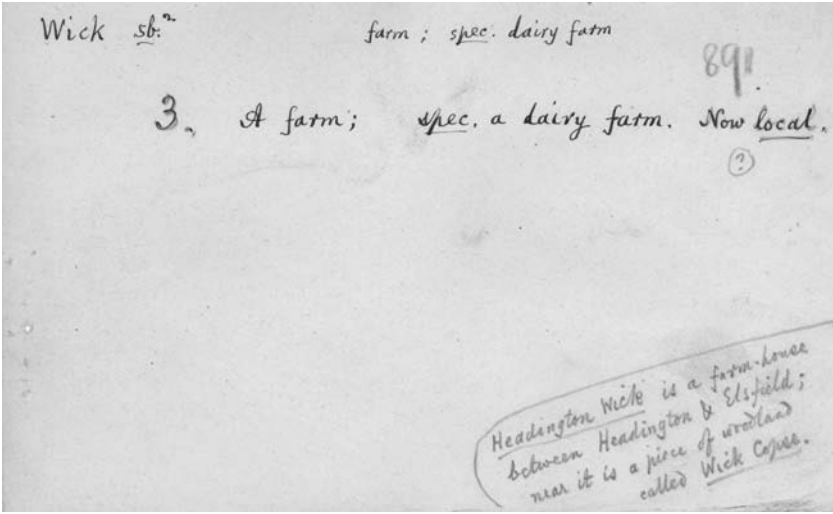 Wick sb.² farm; spec. dairy farm
891.
3. A farm; spec. a dairy farm. Now local.
(?)
Headington Wick is a farm-house
between Headington & Elsfield;
near it is a piece of woodland
called Wick Copse.